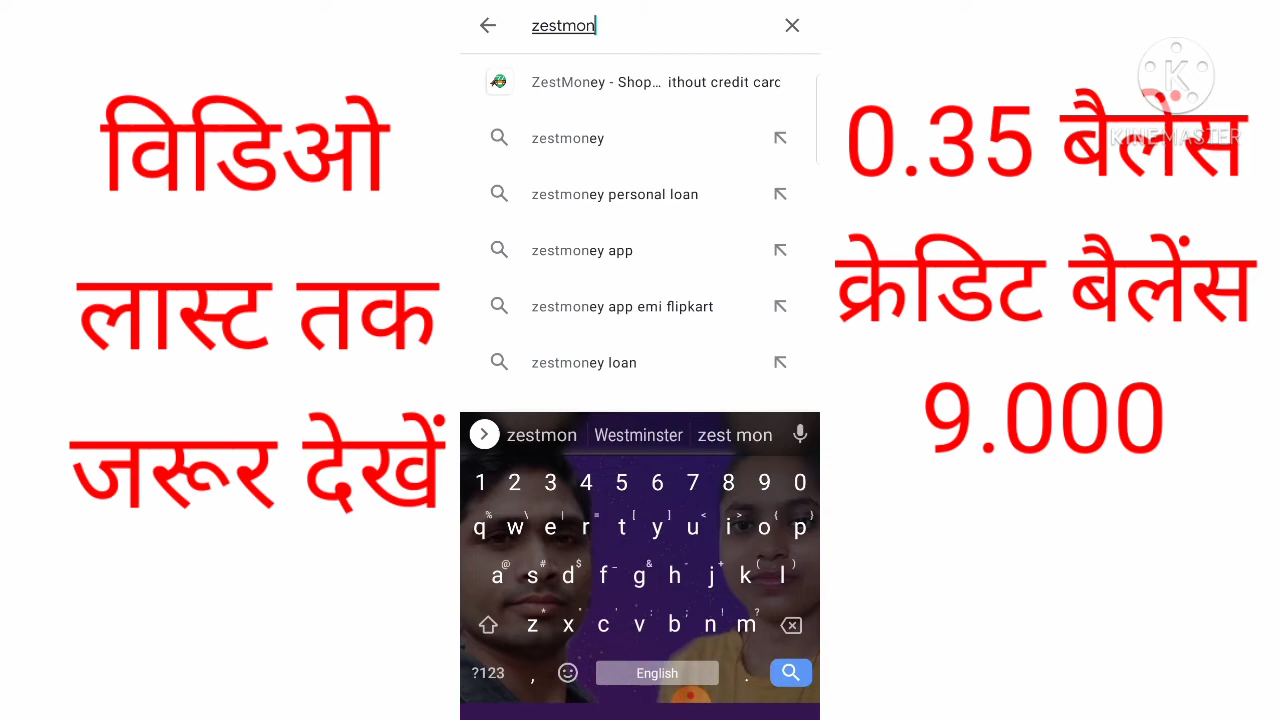 विडिओ
लास्ट तक
जरूर देखें
zestmon
ZestMoney - Shop... ithout credit card
zestmoney
zestmoney personal loan
zestmoney app
zestmoney app emi flipkart
zestmoney loan
zestmon Westminster zest mon
1 2 3 4 5 6 7 8 9 0
q w e r t y u i o p
% \ | = [ ] < > { }
a s d f g h j k l
@ # $ _ & - + ( )
z x c v b n m
* " ' : ; ! ?
?123 , English .
0.35 बैलेंस
क्रेडिट बैलेंस
9.000
K
KINEMASTER